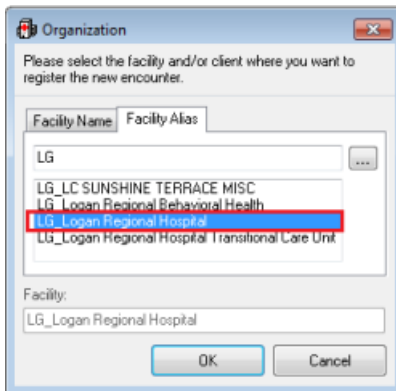 Organization
Please select the facility and/or client where you want to
register the new encounter.
Facility Name Facility Alias
LG
...
LG_LC SUNSHINE TERRACE MISC
LG_Logan Regional Behavioral Health
LG_Logan Regional Hospital
LG_Logan Regional Hospital Transitional Care Unit
Facility:
LG_Logan Regional Hospital
OK Cancel